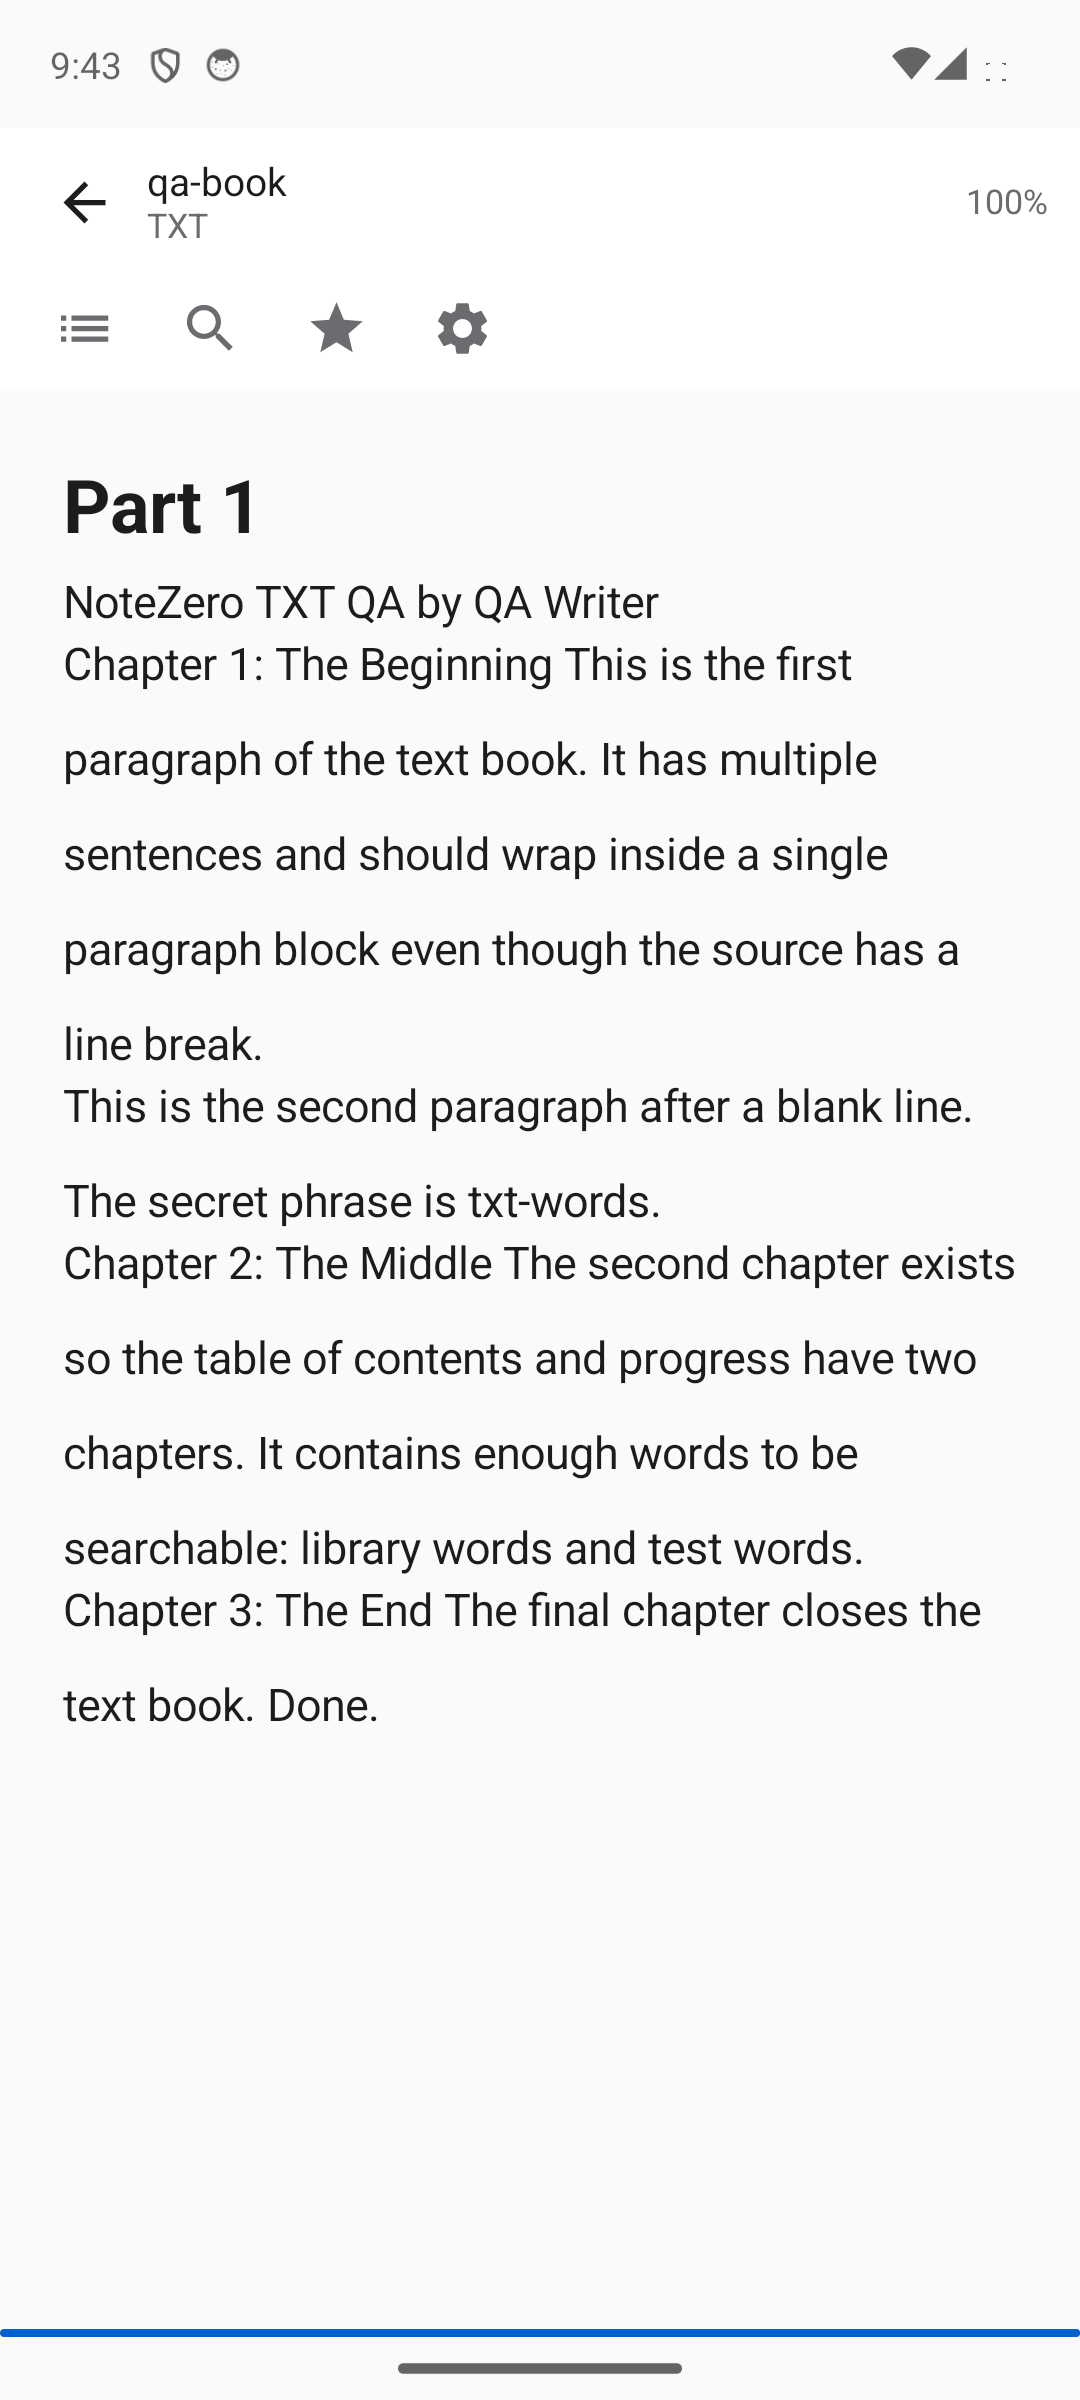 9:43
qa-book
TXT
100%
Part 1
NoteZero TXT QA by QA Writer
Chapter 1: The Beginning This is the first
paragraph of the text book. It has multiple
sentences and should wrap inside a single
paragraph block even though the source has a
line break.
This is the second paragraph after a blank line.
The secret phrase is txt-words.
Chapter 2: The Middle The second chapter exists
so the table of contents and progress have two
chapters. It contains enough words to be
searchable: library words and test words.
Chapter 3: The End The final chapter closes the
text book. Done.